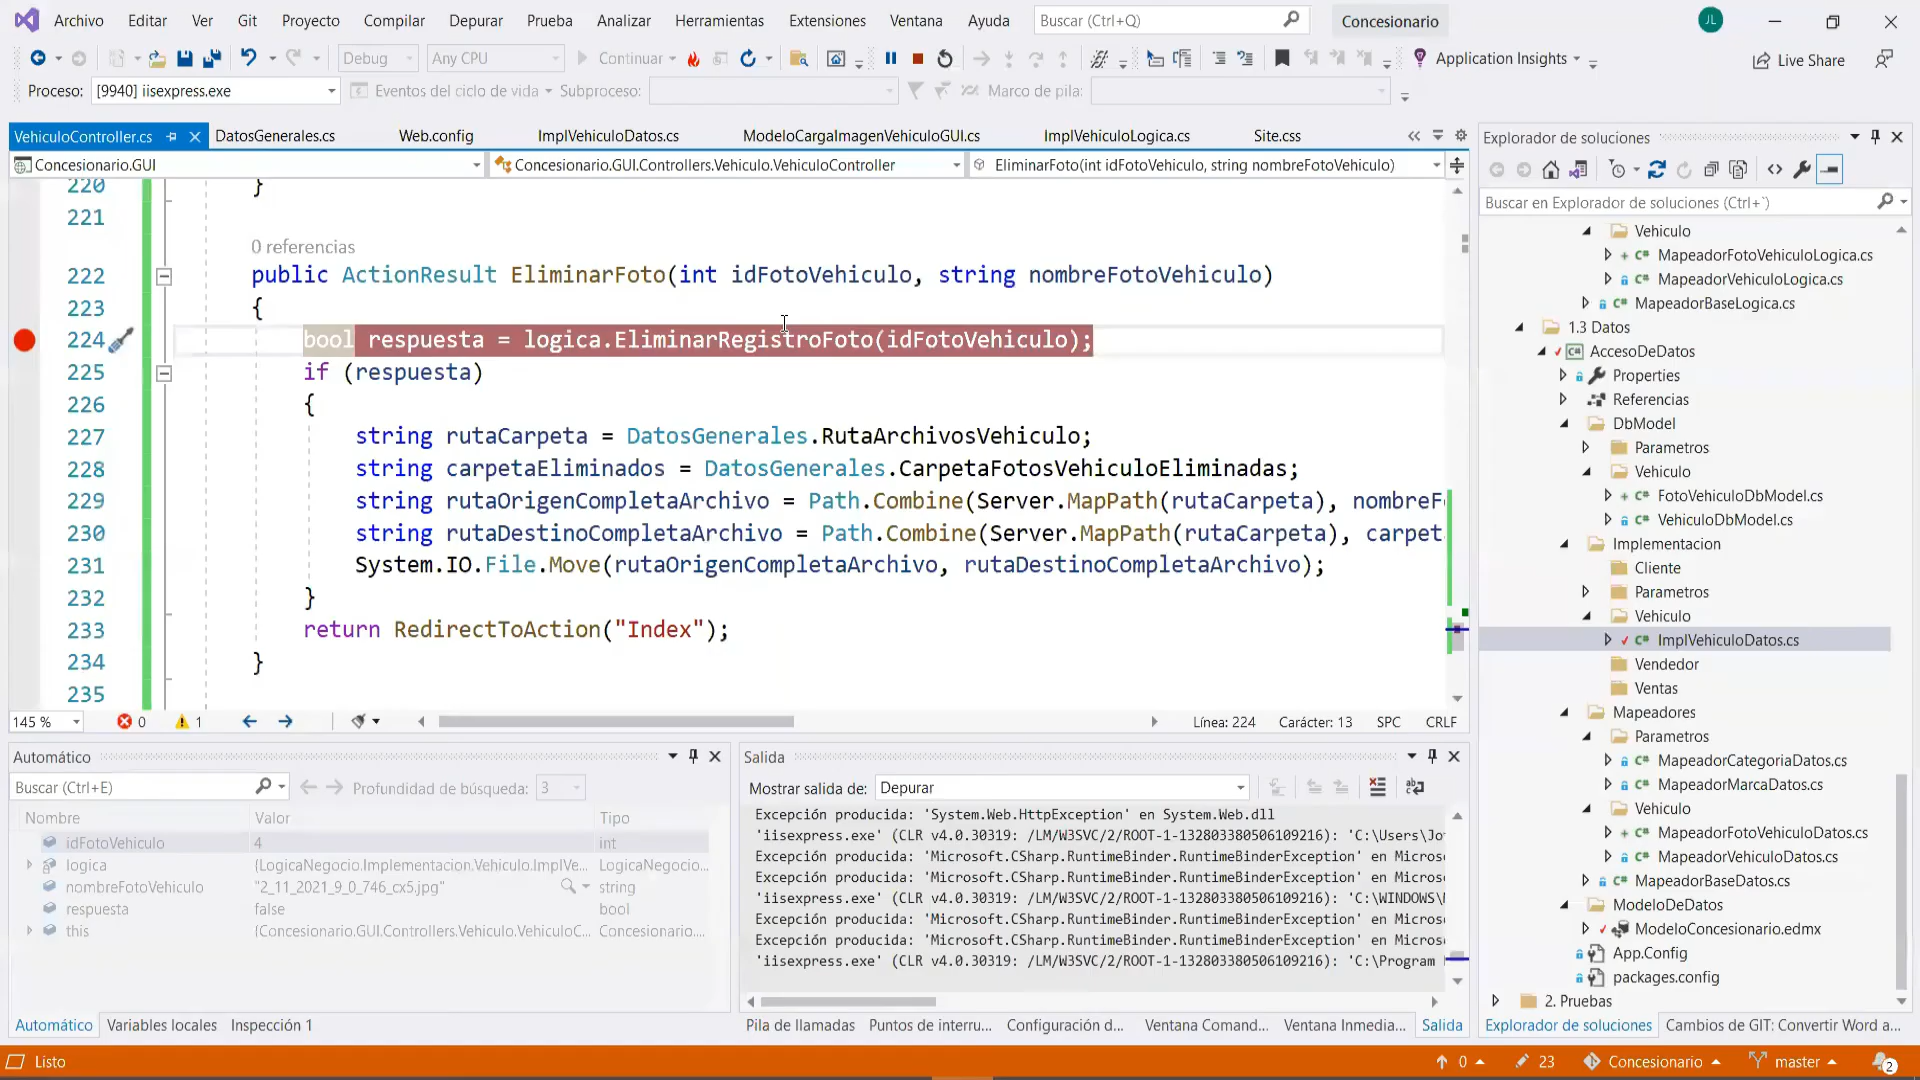 Archivo Editar Ver Git Proyecto Compilar Depurar Prueba Analizar Herramientas Extensiones Ventana Ayuda Buscar (Ctrl+Q) Concesionario JL
Debug Any CPU Continuar Application Insights Live Share
Proceso: [9940] iisexpress.exe Eventos del ciclo de vida Subproceso: Marco de pila:
VehiculoController.cs DatosGenerales.cs Web.config ImplVehiculoDatos.cs ModeloCargaImagenVehiculoGUI.cs ImplVehiculoLogica.cs Site.css
Concesionario.GUI Concesionario.GUI.Controllers.Vehiculo.VehiculoController EliminarFoto(int idFotoVehiculo, string nombreFotoVehiculo)
220 }
221
0 referencias
222 public ActionResult EliminarFoto(int idFotoVehiculo, string nombreFotoVehiculo)
223 {
224 bool respuesta = logica.EliminarRegistroFoto(idFotoVehiculo);
225 if (respuesta)
226 {
227 string rutaCarpeta = DatosGenerales.RutaArchivosVehiculo;
228 string carpetaEliminados = DatosGenerales.CarpetaFotosVehiculoEliminadas;
229 string rutaOrigenCompletaArchivo = Path.Combine(Server.MapPath(rutaCarpeta), nombreF
230 string rutaDestinoCompletaArchivo = Path.Combine(Server.MapPath(rutaCarpeta), carpet
231 System.IO.File.Move(rutaOrigenCompletaArchivo, rutaDestinoCompletaArchivo);
232 }
233 return RedirectToAction("Index");
234 }
235
145 % 0 1 Línea: 224 Carácter: 13 SPC CRLF
Automático
Buscar (Ctrl+E) Profundidad de búsqueda: 3
Nombre Valor Tipo
idFotoVehiculo 4 int
logica {LogicaNegocio.Implementacion.Vehiculo.ImplVe... LogicaNegocio...
nombreFotoVehiculo "2_11_2021_9_0_746_cx5.jpg" string
respuesta false bool
this {Concesionario.GUI.Controllers.Vehiculo.VehiculoC... Concesionario....
Automático Variables locales Inspección 1
Salida
Mostrar salida de: Depurar
Excepción producida: 'System.Web.HttpException' en System.Web.dll
'iisexpress.exe' (CLR v4.0.30319: /LM/W3SVC/2/ROOT-1-132803380506109216): 'C:\Users\Jo
Excepción producida: 'Microsoft.CSharp.RuntimeBinder.RuntimeBinderException' en Micros
Excepción producida: 'Microsoft.CSharp.RuntimeBinder.RuntimeBinderException' en Micros
'iisexpress.exe' (CLR v4.0.30319: /LM/W3SVC/2/ROOT-1-132803380506109216): 'C:\WINDOWS\
Excepción producida: 'Microsoft.CSharp.RuntimeBinder.RuntimeBinderException' en Micros
Excepción producida: 'Microsoft.CSharp.RuntimeBinder.RuntimeBinderException' en Micros
'iisexpress.exe' (CLR v4.0.30319: /LM/W3SVC/2/ROOT-1-132803380506109216): 'C:\Program
Pila de llamadas Puntos de interru... Configuración d... Ventana Comand... Ventana Inmedia... Salida
Explorador de soluciones
Buscar en Explorador de soluciones (Ctrl+`)
Vehiculo
MapeadorFotoVehiculoLogica.cs
MapeadorVehiculoLogica.cs
MapeadorBaseLogica.cs
1.3 Datos
AccesoDeDatos
Properties
Referencias
DbModel
Parametros
Vehiculo
FotoVehiculoDbModel.cs
VehiculoDbModel.cs
Implementacion
Cliente
Parametros
Vehiculo
ImplVehiculoDatos.cs
Vendedor
Ventas
Mapeadores
Parametros
MapeadorCategoriaDatos.cs
MapeadorMarcaDatos.cs
Vehiculo
MapeadorFotoVehiculoDatos.cs
MapeadorVehiculoDatos.cs
MapeadorBaseDatos.cs
ModeloDeDatos
ModeloConcesionario.edmx
App.Config
packages.config
2. Pruebas
Explorador de soluciones Cambios de GIT: Convertir Word a...
Listo 0 23 Concesionario master 2